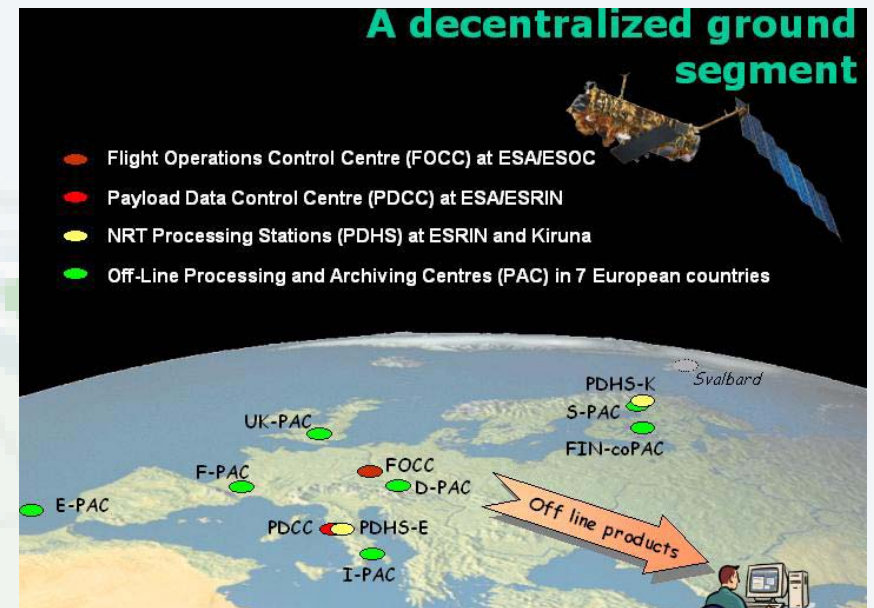 A decentralized ground
segment
Flight Operations Control Centre (FOCC) at ESA/ESOC
Payload Data Control Centre (PDCC) at ESA/ESRIN
NRT Processing Stations (PDHS) at ESRIN and Kiruna
Off-Line Processing and Archiving Centres (PAC) in 7 European countries
Svalbard
PDHS-K
S-PAC
FIN-coPAC
UK-PAC
F-PAC
FOCC
D-PAC
E-PAC
PDCC
PDHS-E
I-PAC
Off line products